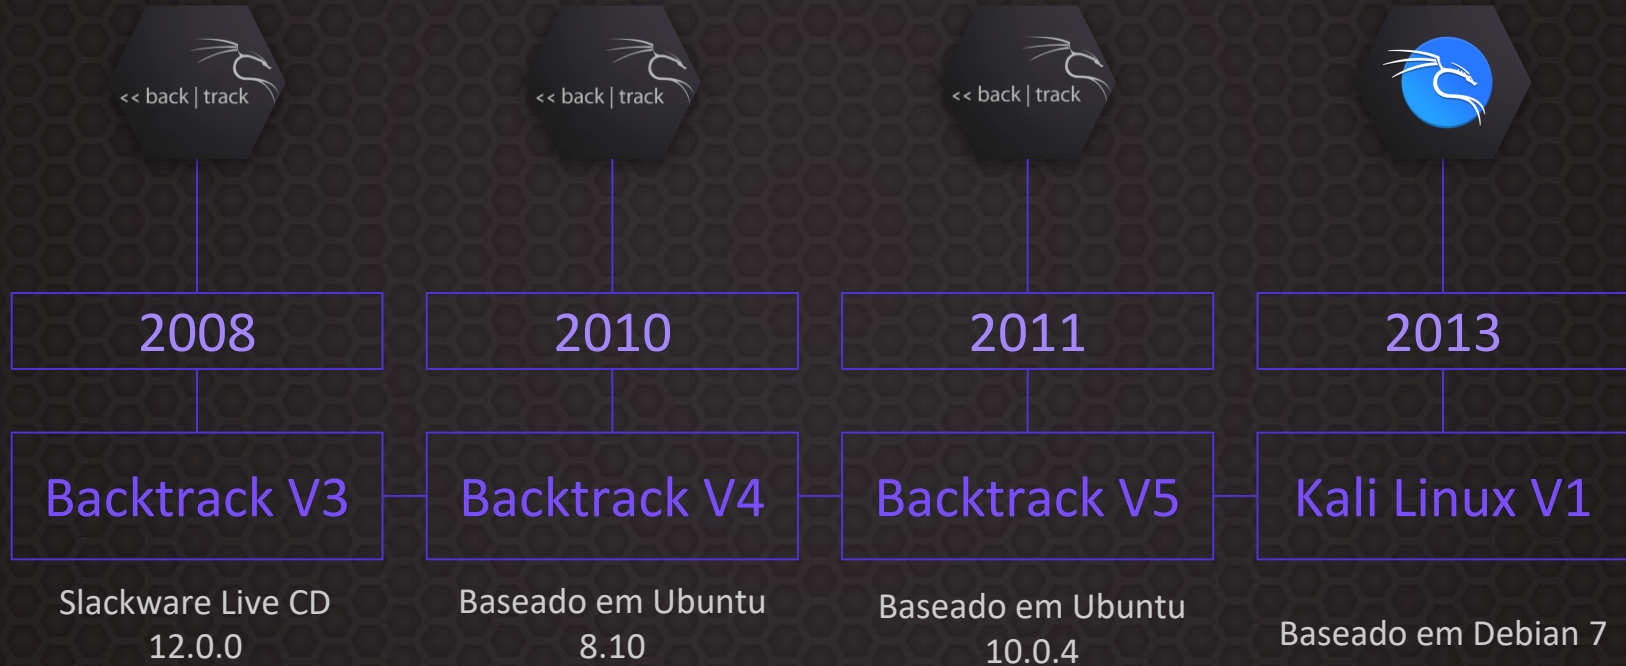 << back | track
<< back | track
<< back | track
2008
2010
2011
2013
Backtrack V3
Backtrack V4
Backtrack V5
Kali Linux V1
Slackware Live CD
12.0.0
Baseado em Ubuntu
8.10
Baseado em Ubuntu
10.0.4
Baseado em Debian 7